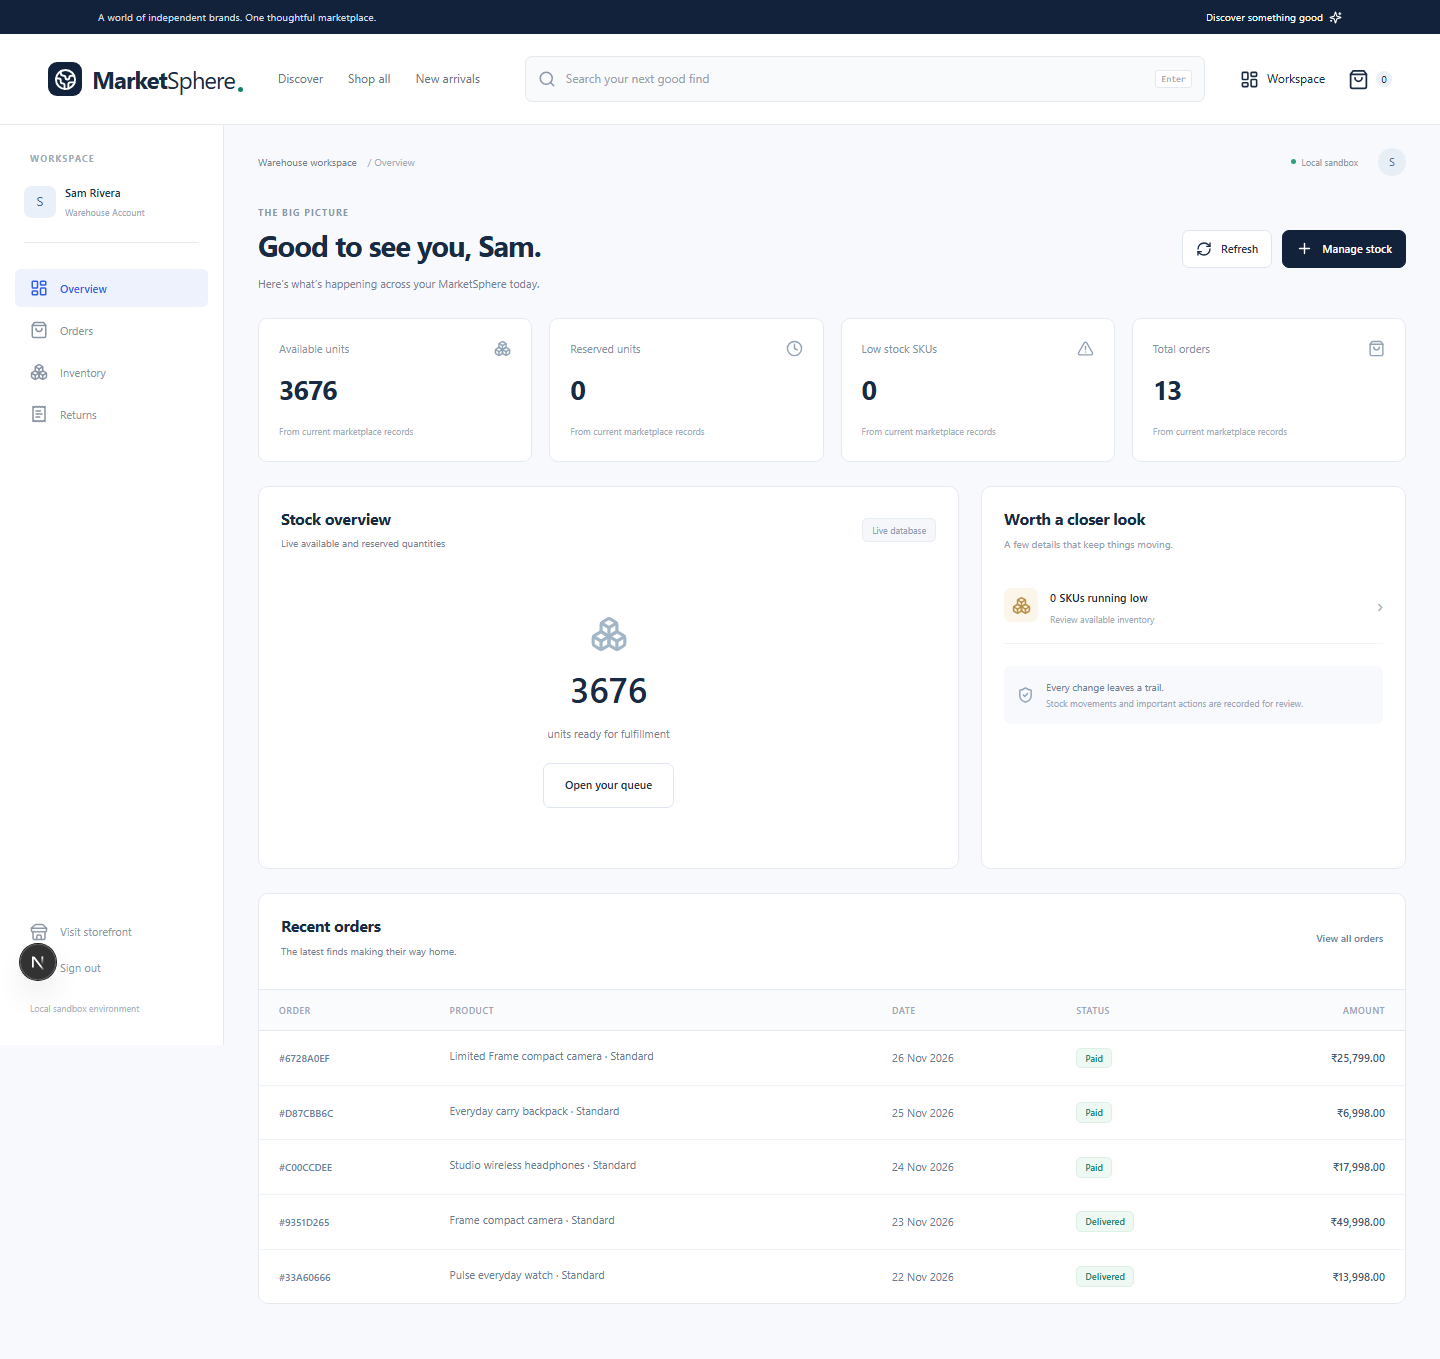 A world of independent brands. One thoughtful marketplace.
Discover something good
MarketSphere.
Discover
Shop all
New arrivals
Search your next good find
Enter
Workspace
0
WORKSPACE
S
Sam Rivera
Warehouse Account
Overview
Orders
Inventory
Returns
Visit storefront
N
Sign out
Local sandbox environment
Warehouse workspace / Overview
Local sandbox
S
THE BIG PICTURE
Good to see you, Sam.
Here's what's happening across your MarketSphere today.
Refresh
Manage stock
Available units
3676
From current marketplace records
Reserved units
0
From current marketplace records
Low stock SKUs
0
From current marketplace records
Total orders
13
From current marketplace records
Stock overview
Live available and reserved quantities
Live database
3676
units ready for fulfillment
Open your queue
Worth a closer look
A few details that keep things moving.
0 SKUs running low
Review available inventory
Every change leaves a trail.
Stock movements and important actions are recorded for review.
Recent orders
The latest finds making their way home.
View all orders
ORDER PRODUCT DATE STATUS AMOUNT
#6728A0EF Limited Frame compact camera · Standard 26 Nov 2026 Paid ₹25,799.00
#D87CBB6C Everyday carry backpack · Standard 25 Nov 2026 Paid ₹6,998.00
#C00CCDEE Studio wireless headphones · Standard 24 Nov 2026 Paid ₹17,998.00
#9351D265 Frame compact camera · Standard 23 Nov 2026 Delivered ₹49,998.00
#33A60666 Pulse everyday watch · Standard 22 Nov 2026 Delivered ₹13,998.00